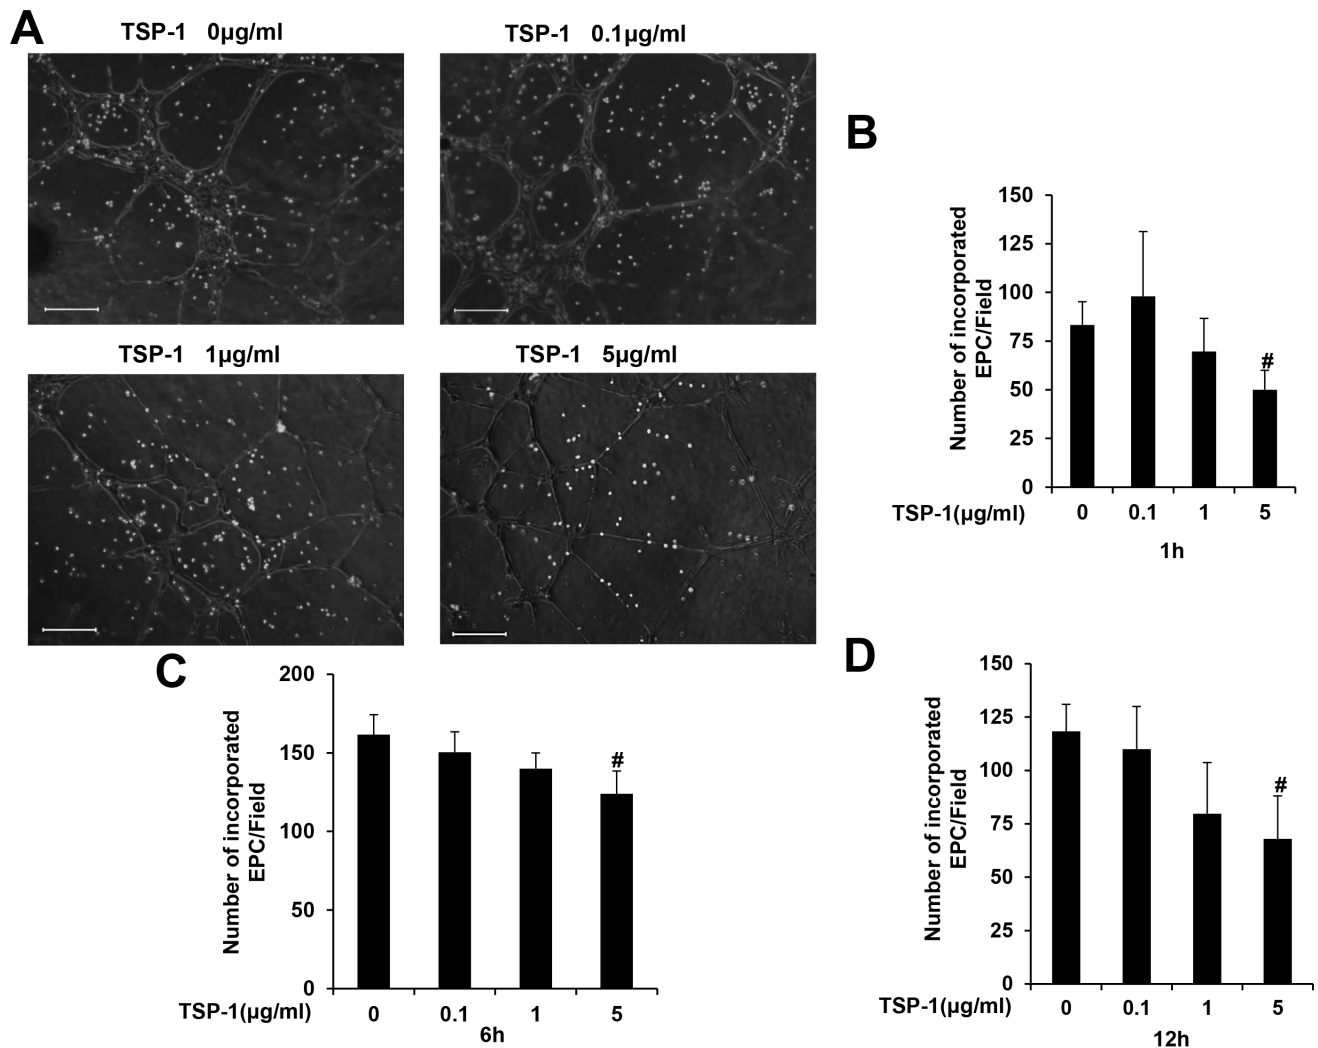 A
TSP-1 0µg/ml
TSP-1 0.1µg/ml
TSP-1 1µg/ml
TSP-1 5µg/ml
B
Number of incorporated
EPC/Field
150
125
100
75
50
25
0
#
TSP-1(µg/ml) 0 0.1 1 5
1h
C
Number of incorporated
EPC/Field
200
150
100
50
0
#
TSP-1(µg/ml) 0 0.1 1 5
6h
D
Number of incorporated
EPC/Field
150
125
100
75
50
25
0
#
TSP-1(µg/ml) 0 0.1 1 5
12h